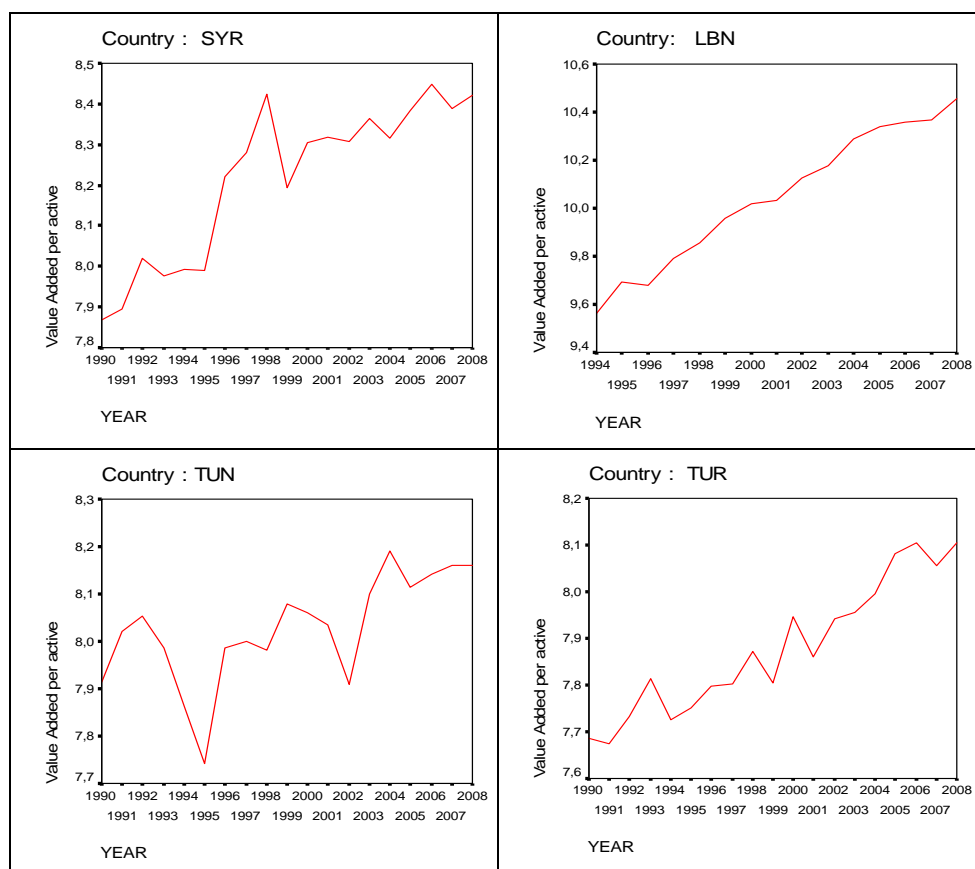 Country : SYR
8,5
8,4
8,3
8,2
8,1
8,0
7,9
7,8
Value Added per active
1990 1992 1994 1996 1998 2000 2002 2004 2006 2008
1991 1993 1995 1997 1999 2001 2003 2005 2007
YEAR
Country: LBN
10,6
10,4
10,2
10,0
9,8
9,6
9,4
Value Added per active
1994 1996 1998 2000 2002 2004 2006 2008
1995 1997 1999 2001 2003 2005 2007
YEAR
Country : TUN
8,3
8,2
8,1
8,0
7,9
7,8
7,7
Value Added per active
1990 1992 1994 1996 1998 2000 2002 2004 2006 2008
1991 1993 1995 1997 1999 2001 2003 2005 2007
YEAR
Country : TUR
8,2
8,1
8,0
7,9
7,8
7,7
7,6
Value Added per active
1990 1992 1994 1996 1998 2000 2002 2004 2006 2008
1991 1993 1995 1997 1999 2001 2003 2005 2007
YEAR